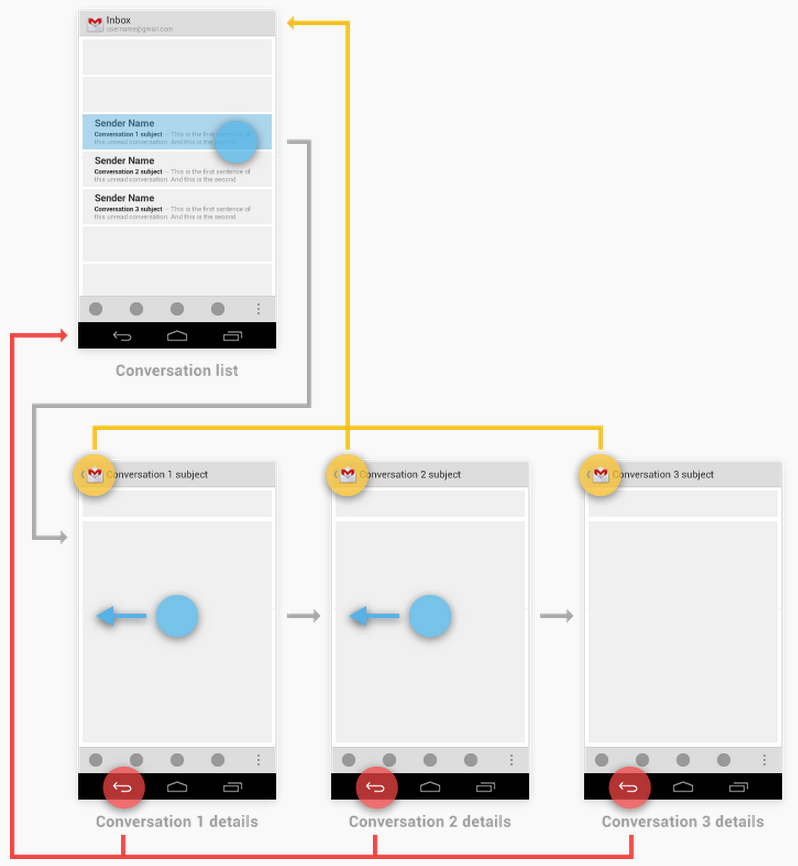 Inbox
username@gmail.com
Sender Name
Conversation 1 subject – This is the first sentence of
this unread conversation. And this is the second
Sender Name
Conversation 2 subject – This is the first sentence of
this unread conversation. And this is the second
Sender Name
Conversation 3 subject – This is the first sentence of
this unread conversation. And this is the second
Conversation list
Conversation 1 subject
Conversation 2 subject
Conversation 3 subject
Conversation 1 details
Conversation 2 details
Conversation 3 details